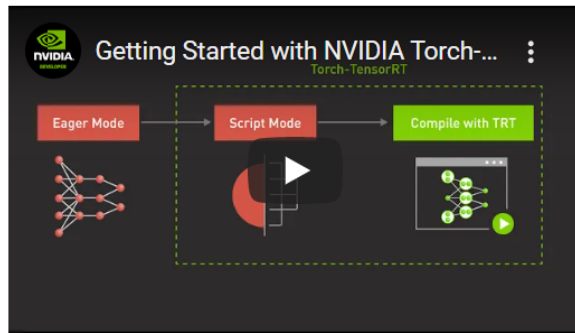 NVIDIA
DEVELOPER
Getting Started with NVIDIA Torch-...
Torch-TensorRT
Eager Mode
Script Mode
Compile with TRT